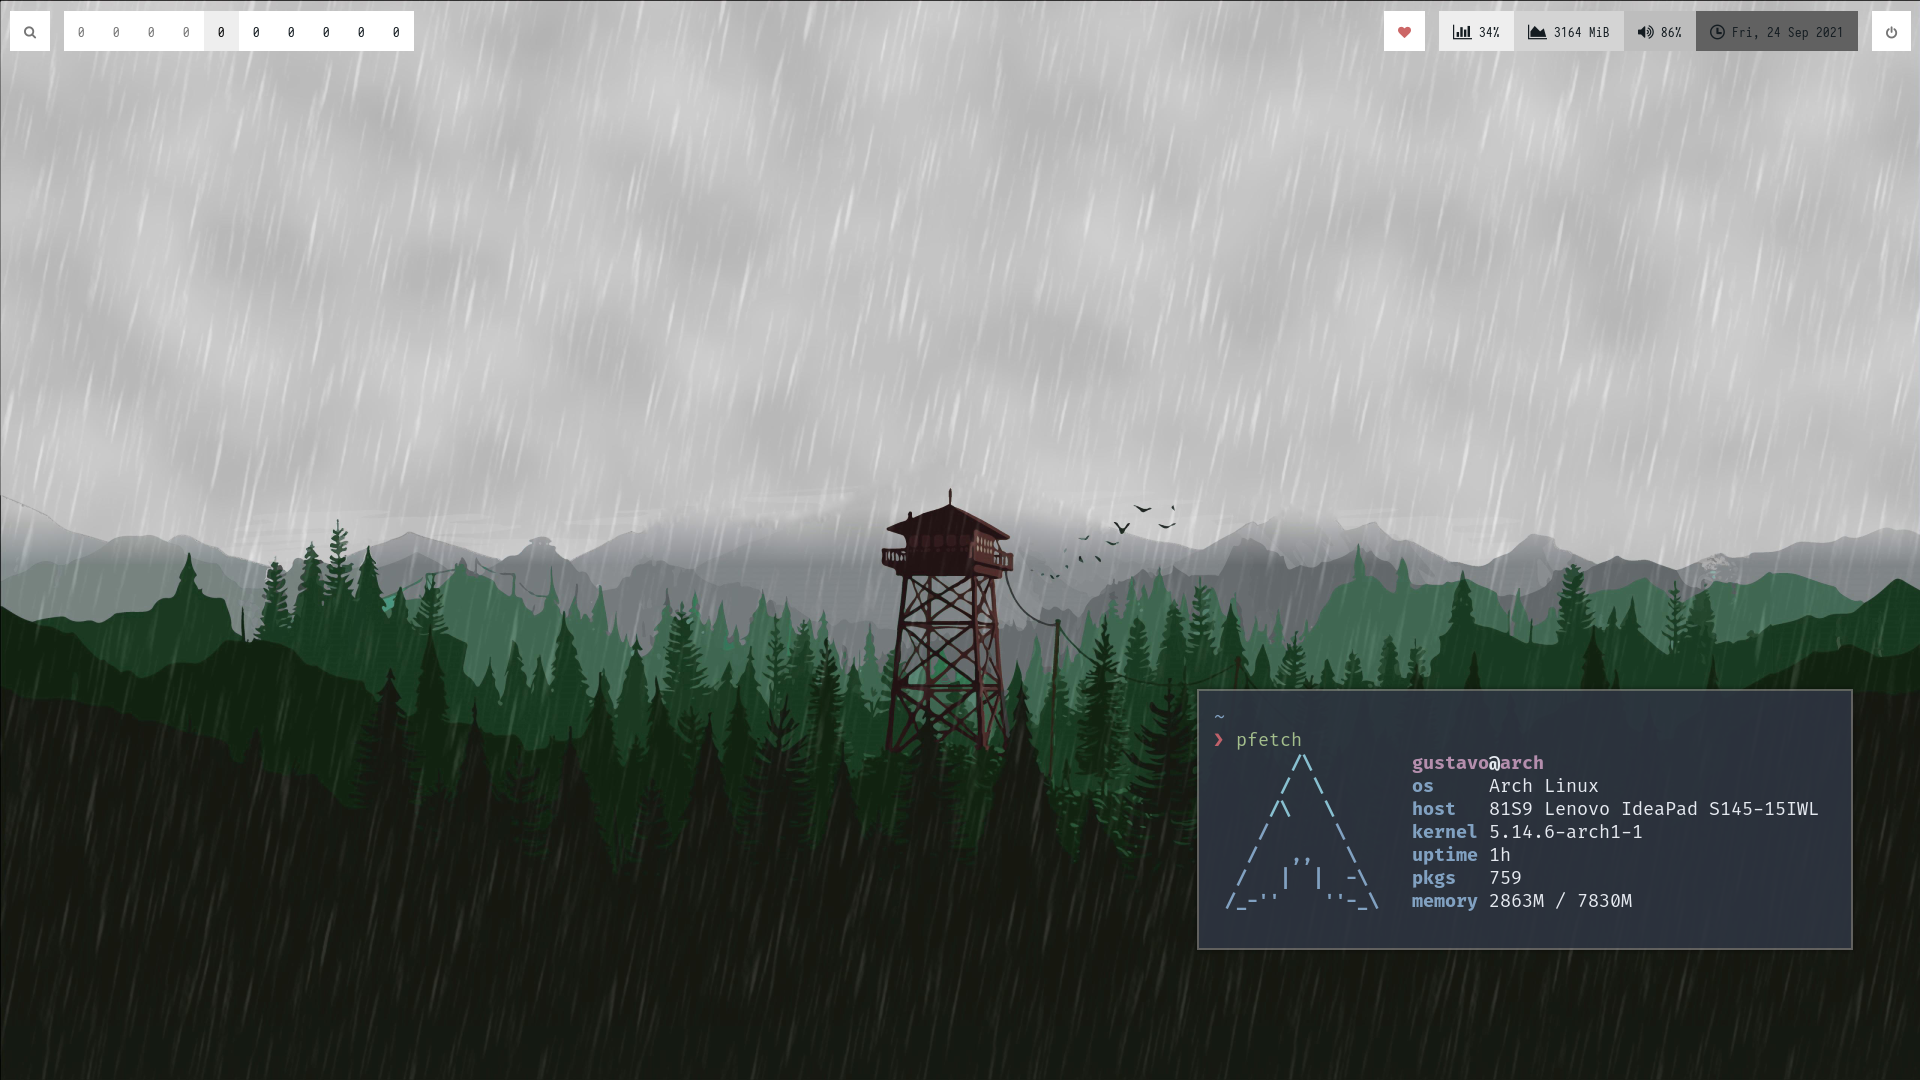 0 0 0 0 0 0 0 0 0 0
34% 3164 MiB 86% Fri, 24 Sep 2021
~
❯ pfetch
gustavo@arch
os Arch Linux
host 81S9 Lenovo IdeaPad S145-15IWL
kernel 5.14.6-arch1-1
uptime 1h
pkgs 759
memory 2863M / 7830M